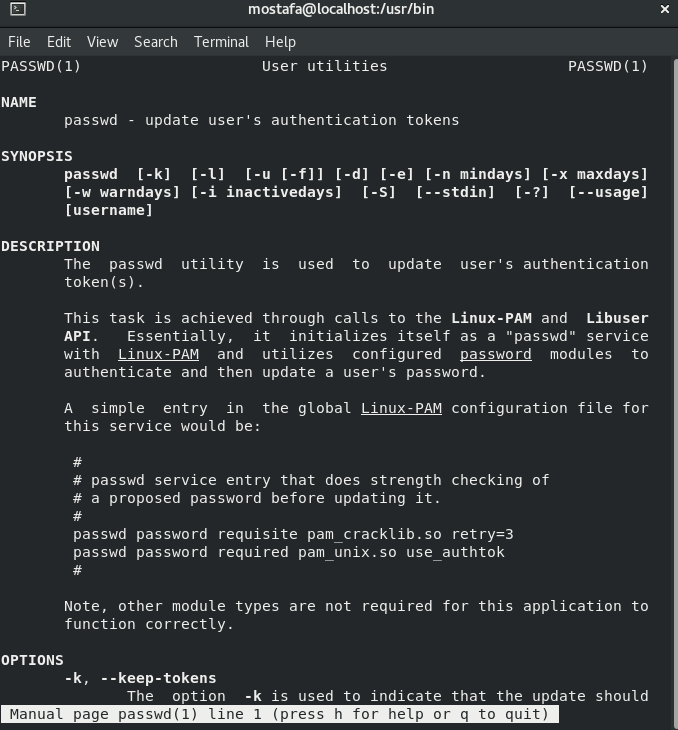 mostafa@localhost:/usr/bin
File Edit View Search Terminal Help
PASSWD(1) User utilities PASSWD(1)
NAME
passwd - update user's authentication tokens
SYNOPSIS
passwd [-k] [-l] [-u [-f]] [-d] [-e] [-n mindays] [-x maxdays]
[-w warndays] [-i inactivedays] [-S] [--stdin] [-?] [--usage]
[username]
DESCRIPTION
The passwd utility is used to update user's authentication
token(s).
This task is achieved through calls to the Linux-PAM and Libuser
API. Essentially, it initializes itself as a "passwd" service
with Linux-PAM and utilizes configured password modules to
authenticate and then update a user's password.
A simple entry in the global Linux-PAM configuration file for
this service would be:
#
# passwd service entry that does strength checking of
# a proposed password before updating it.
#
passwd password requisite pam_cracklib.so retry=3
passwd password required pam_unix.so use_authtok
#
Note, other module types are not required for this application to
function correctly.
OPTIONS
-k, --keep-tokens
The option -k is used to indicate that the update should
Manual page passwd(1) line 1 (press h for help or q to quit)